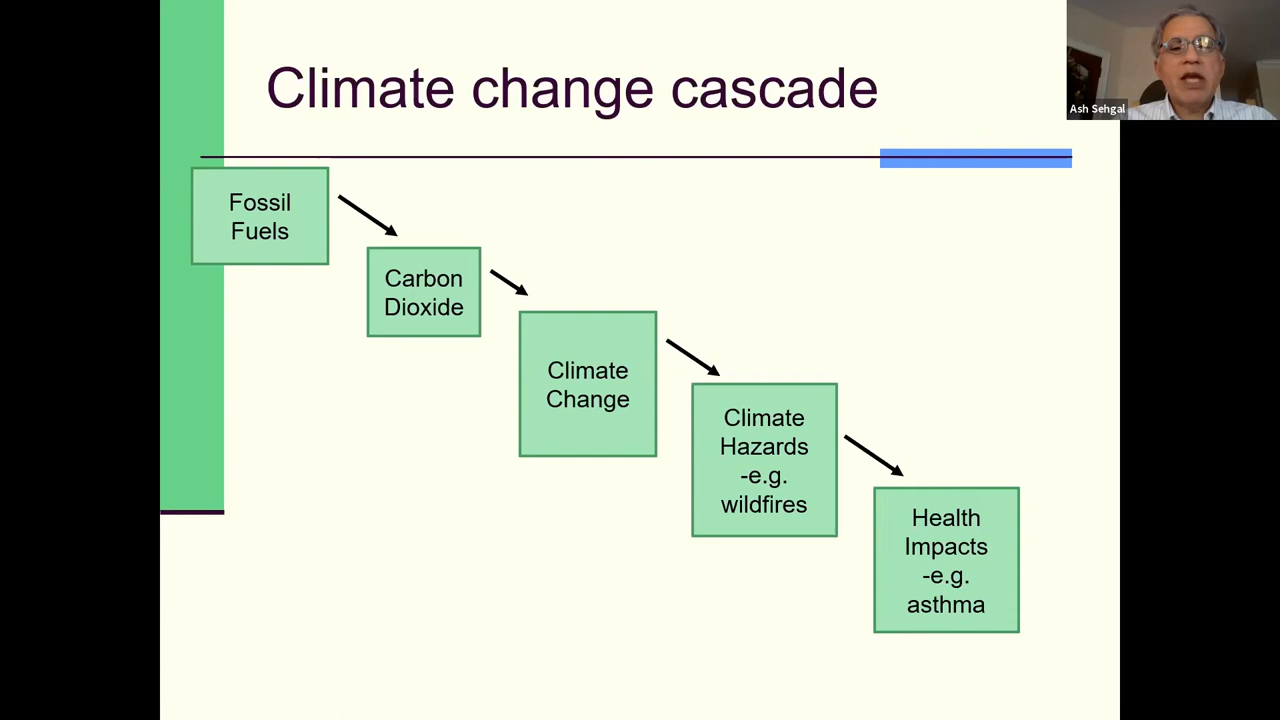 Climate change cascade
Ash Sehgal
Fossil
Fuels
Carbon
Dioxide
Climate
Change
Climate
Hazards
-e.g.
wildfires
Health
Impacts
-e.g.
asthma